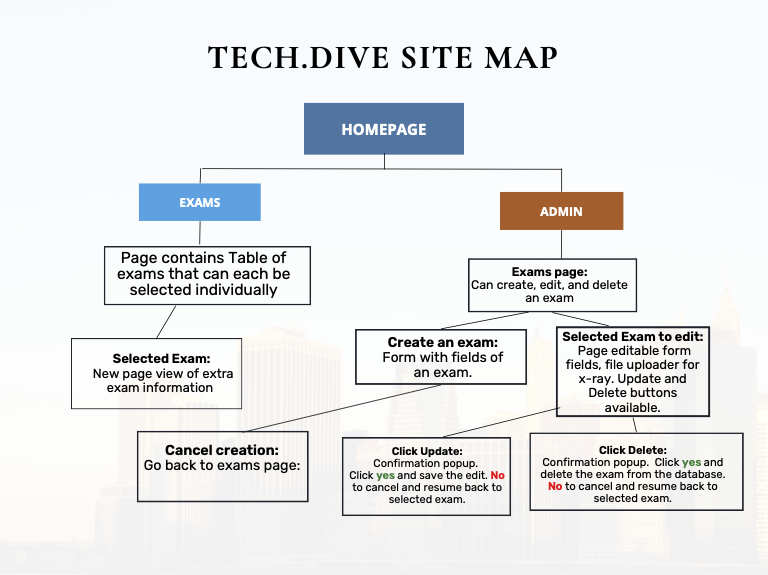 TECH.DIVE SITE MAP
HOMEPAGE
EXAMS
ADMIN
Page contains Table of
exams that can each be
selected individually
Exams page:
Can create, edit, and delete
an exam
Selected Exam:
New page view of extra
exam information
Create an exam:
Form with fields of
an exam.
Selected Exam to edit:
Page editable form
fields, file uploader for
x-ray. Update and
Delete buttons
available.
Cancel creation:
Go back to exams page:
Click Update:
Confirmation popup.
Click yes and save the edit. No
to cancel and resume back to
selected exam.
Click Delete:
Confirmation popup. Click yes and
delete the exam from the database.
No to cancel and resume back to
selected exam.